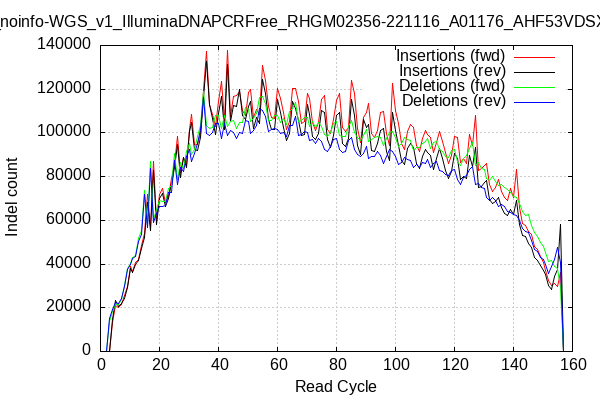 _noinfo-WGS_v1_IlluminaDNAPCRFree_RHGM02356-221116_A01176_AHF53VDSX
Indel count
140000
120000
100000
80000
60000
40000
20000
0
Insertions (fwd)
Insertions (rev)
Deletions (fwd)
Deletions (rev)
0 20 40 60 80 100 120 140 160
Read Cycle